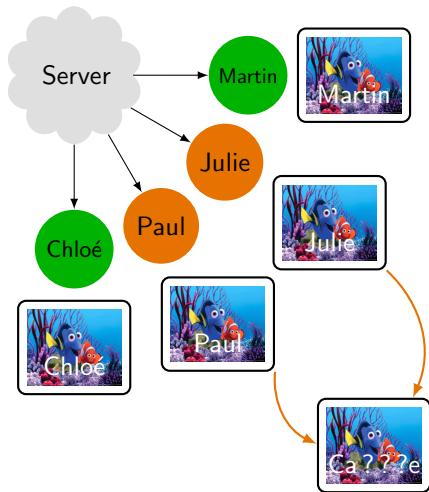 Server
Martin
Martin
Julie
Julie
Paul
Chloé
Paul
Chloé
Ca ? ? ? e